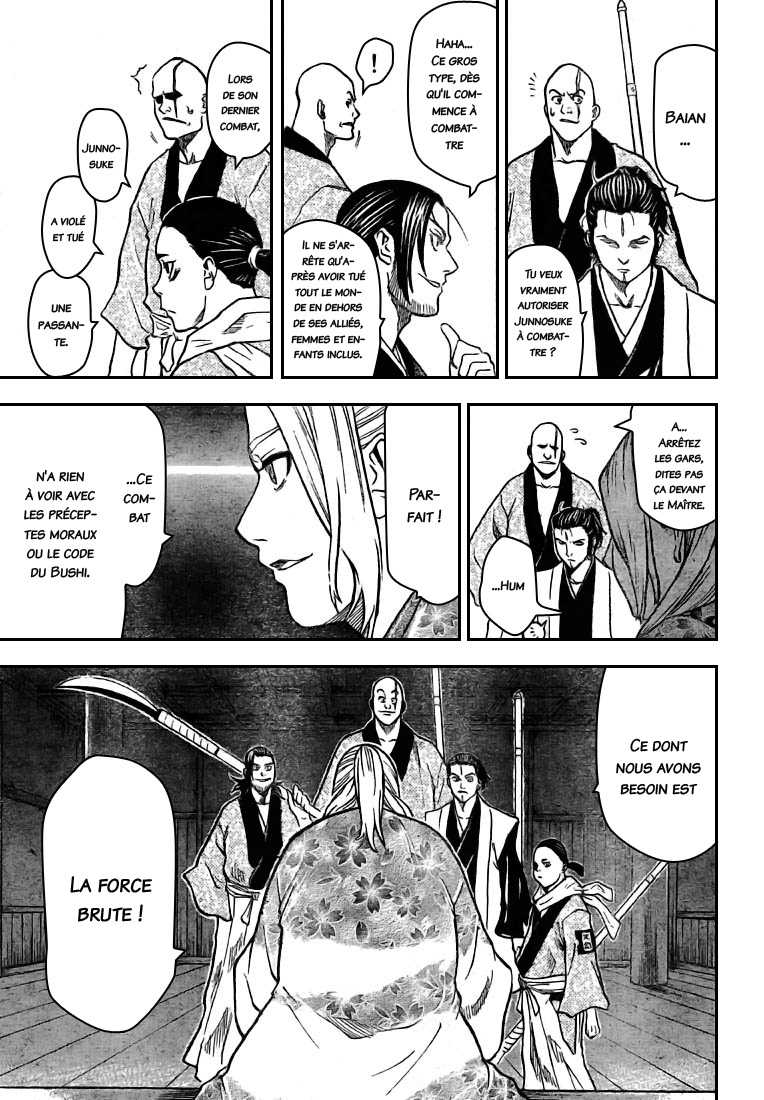 BAIAN
...
TU VEUX
VRAIMENT
AUTORISER
JUNNOSUKE
À COMBAT-
TRE ?
HAHA...
CE GROS
TYPE, DÈS
QU'IL COM-
MENCE À
COMBAT-
TRE
!
IL NE S'AR-
RÊTE QU'A-
PRÈS AVOIR TUÉ
TOUT LE MON-
DE EN DEHORS
DE SES ALLIÉS,
FEMMES ET EN-
FANTS INCLUS.
LORS
DE SON
DERNIER
COMBAT,
JUNNO-
SUKE
A VIOLÉ
ET TUÉ
UNE
PASSAN-
TE.
A...
ARRÊTEZ
LES GARS,
DITES PAS
ÇA DEVANT
LE MAÎTRE.
...HUM
PAR-
FAIT !
...CE
COM-
BAT
N'A RIEN
À VOIR AVEC
LES PRÉCEP-
TES MORAUX
OU LE CODE
DU BUSHI.
CE DONT
NOUS AVONS
BESOIN EST
LA FORCE
BRUTE !